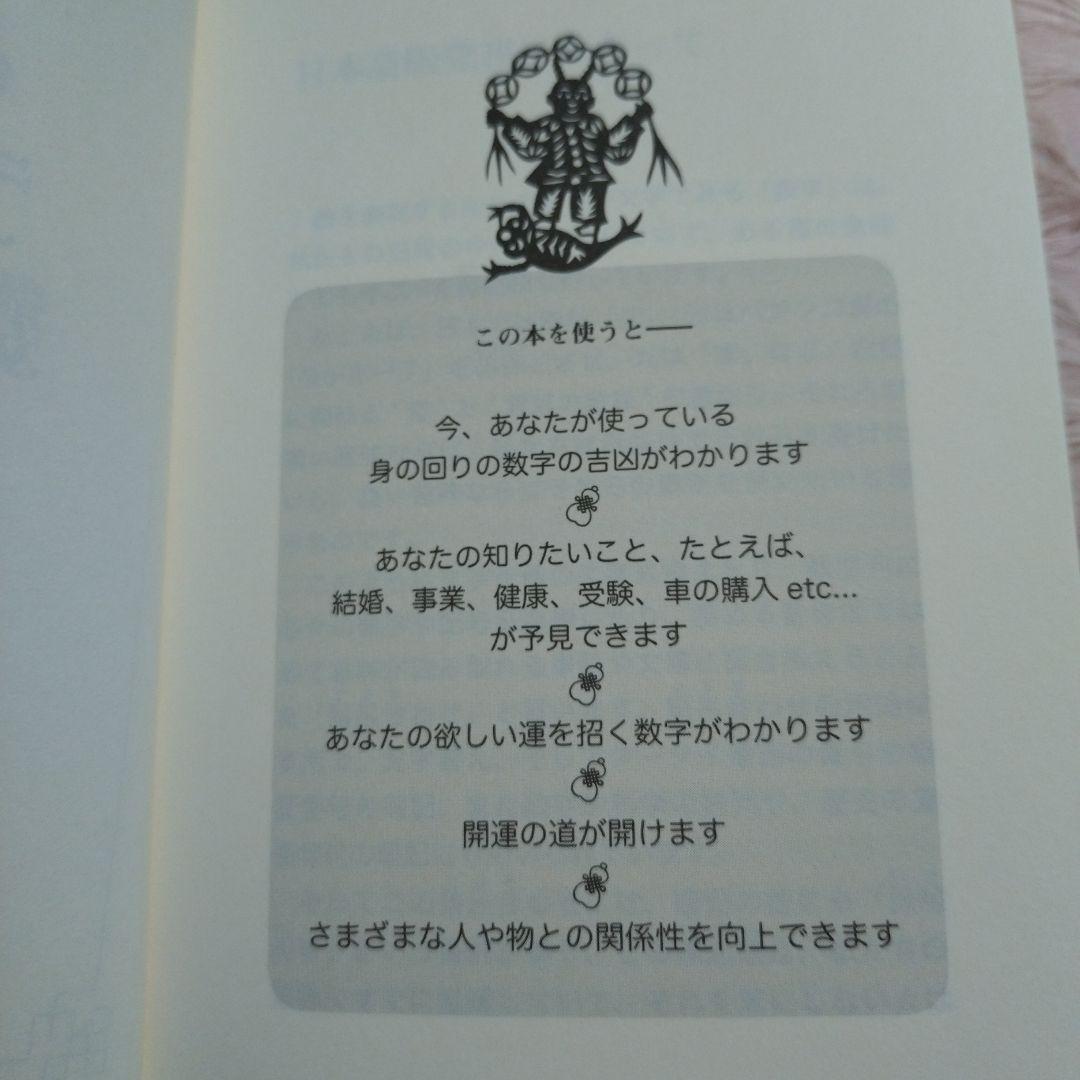 この本を使うと――
今、あなたが使っている
身の回りの数字の吉凶がわかります
あなたの知りたいこと、たとえば、
結婚、事業、健康、受験、車の購入 etc…
が予見できます
あなたの欲しい運を招く数字がわかります
開運の道が開けます
さまざまな人や物との関係性を向上できます